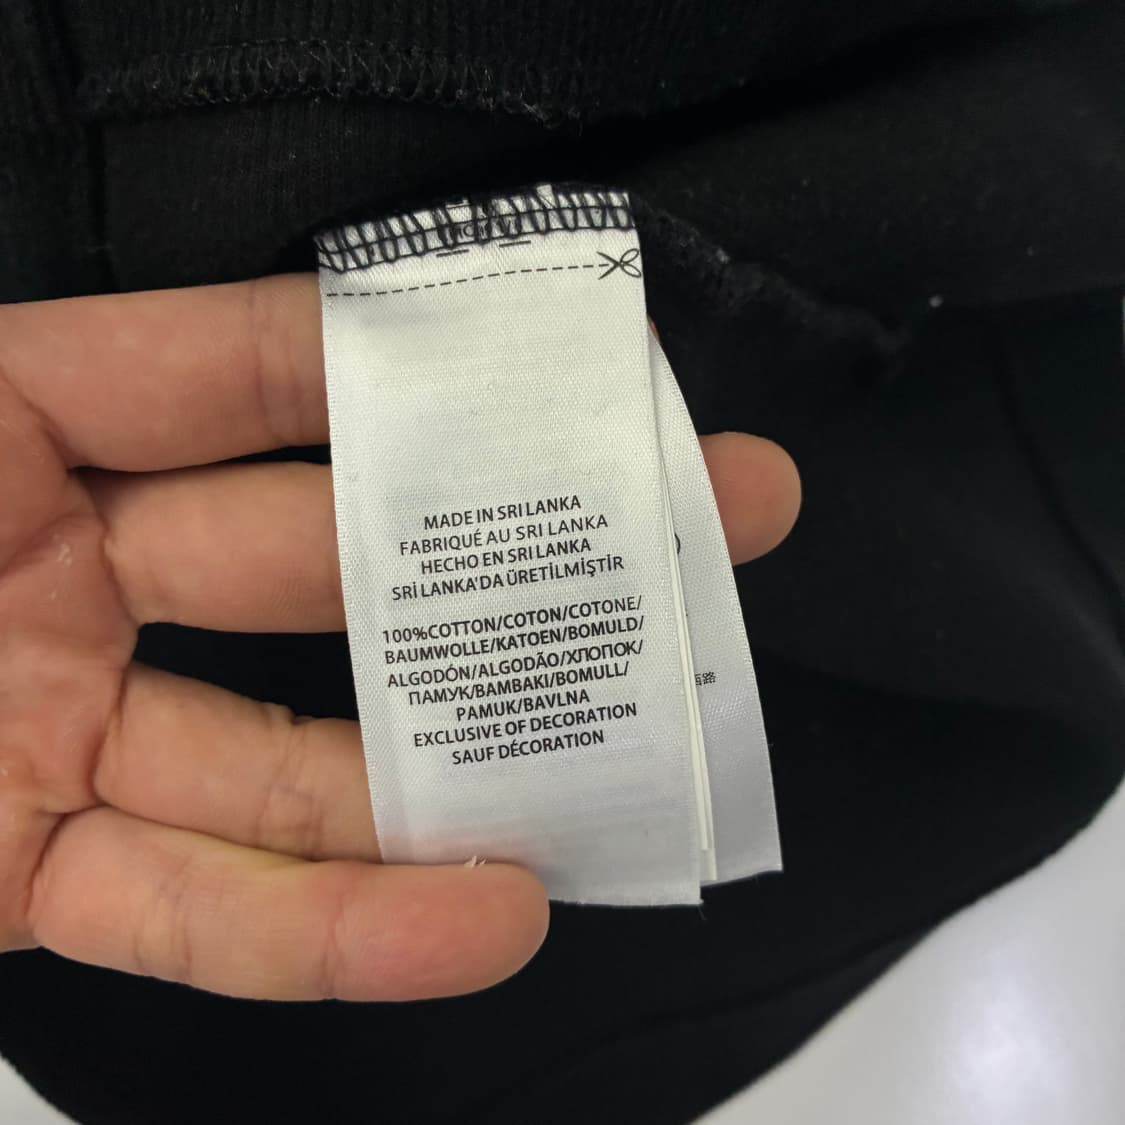 MADE IN SRI LANKA
FABRIQUÉ AU SRI LANKA
HECHO EN SRI LANKA
SRİ LANKA'DA ÜRETİLMİŞTİR
100%COTTON/COTON/COTONE/
BAUMWOLLE/KATOEN/BOMULD/
ALGODÓN/ALGODÃO/ХЛОПОК/
ПАМУК/BAMBAKI/BOMULL/
PAMUK/BAVLNA
EXCLUSIVE OF DECORATION
SAUF DÉCORATION
路